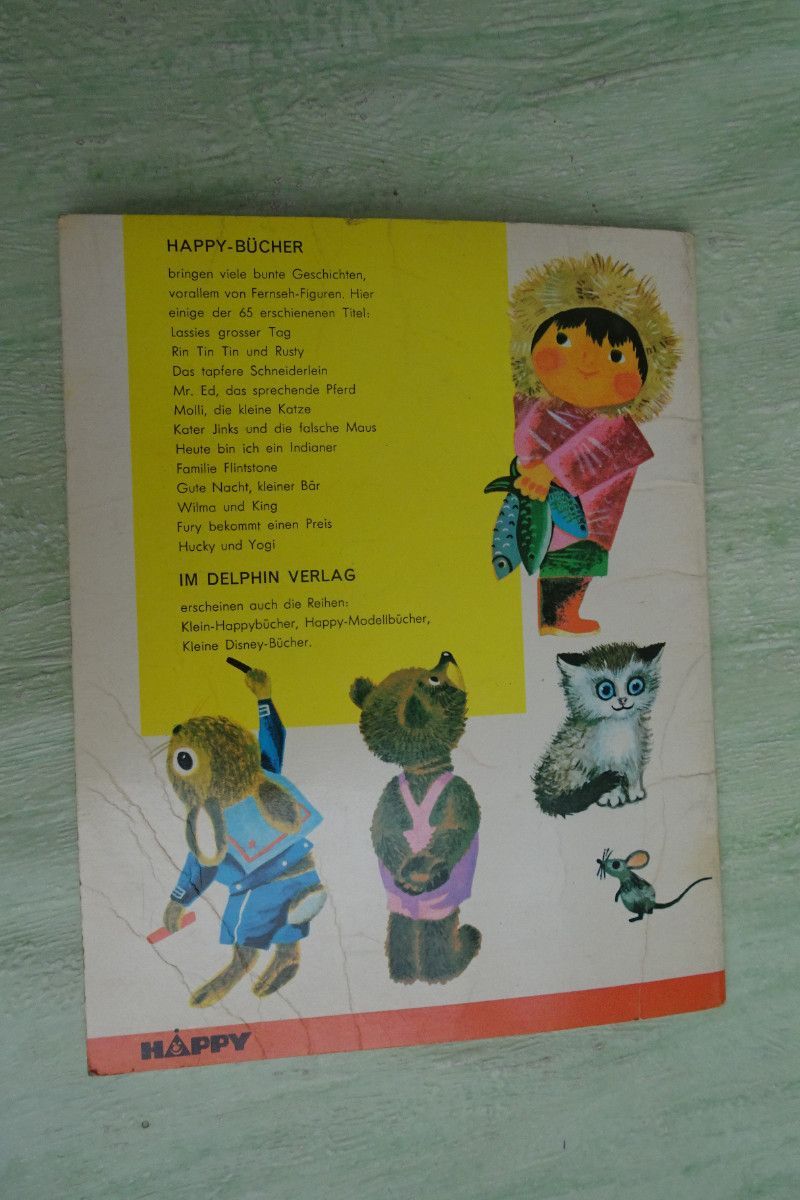 HAPPY-BÜCHER
bringen viele bunte Geschichten,
vorallem von Fernseh-Figuren. Hier
einige der 65 erschienenen Titel:
Lassies grosser Tag
Rin Tin Tin und Rusty
Das tapfere Schneiderlein
Mr. Ed, das sprechende Pferd
Molli, die kleine Katze
Kater Jinks und die falsche Maus
Heute bin ich ein Indianer
Familie Flintstone
Gute Nacht, kleiner Bär
Wilma und King
Fury bekommt einen Preis
Hucky und Yogi
IM DELPHIN VERLAG
erscheinen auch die Reihen:
Klein-Happybücher, Happy-Modellbücher,
Kleine Disney-Bücher.
HAPPY